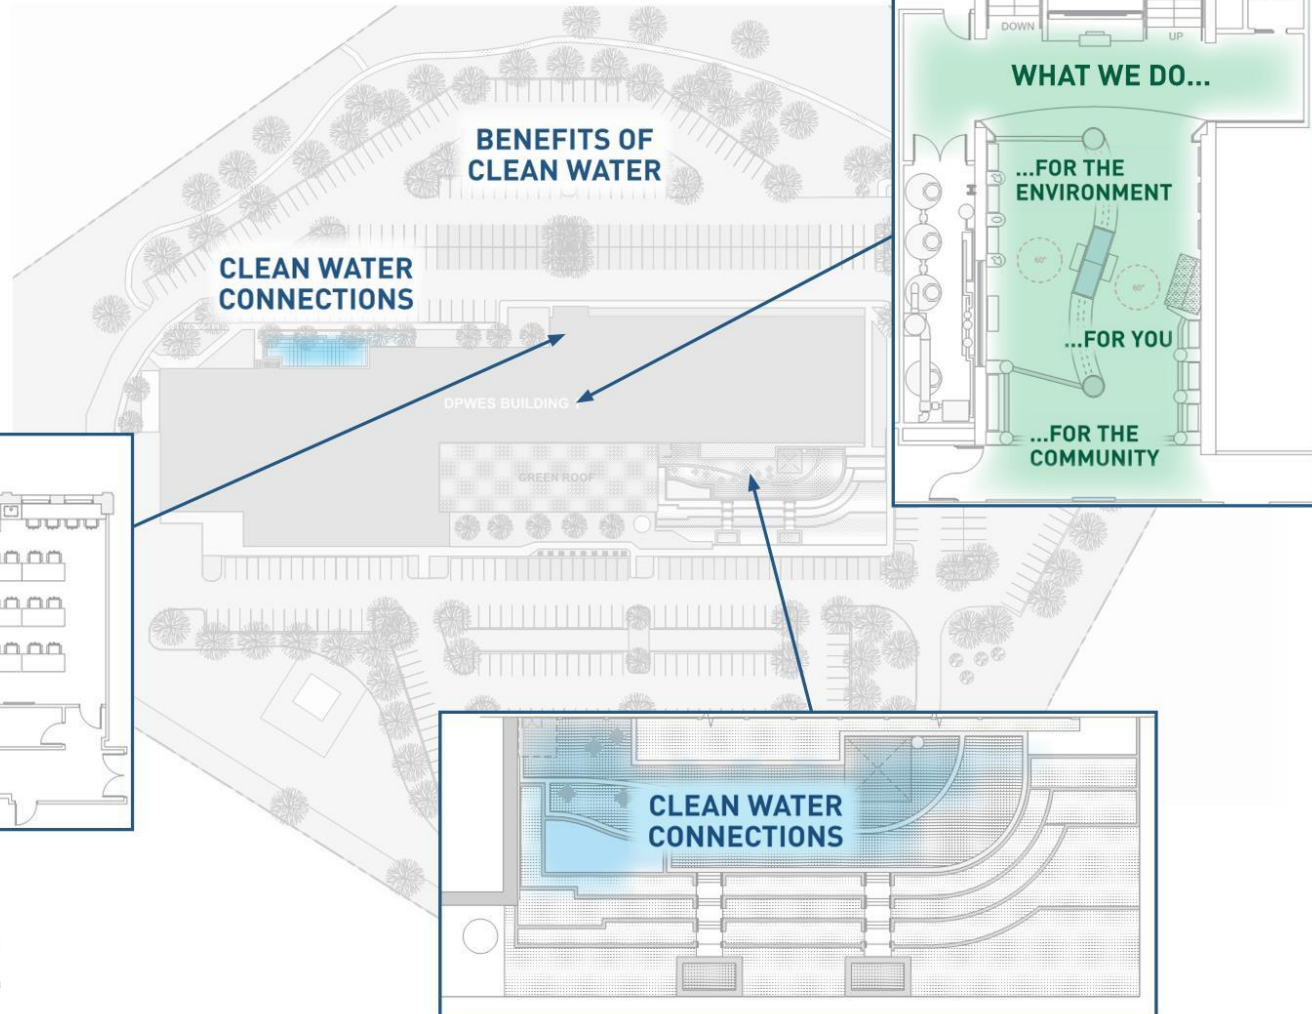 DOWN
UP
WHAT WE DO...
...FOR THE
ENVIRONMENT
60"
60"
...FOR YOU
...FOR THE
COMMUNITY
BENEFITS OF
CLEAN WATER
CLEAN WATER
CONNECTIONS
DPWES BUILDING
GREEN ROOF
CLEAN WATER
CONNECTIONS